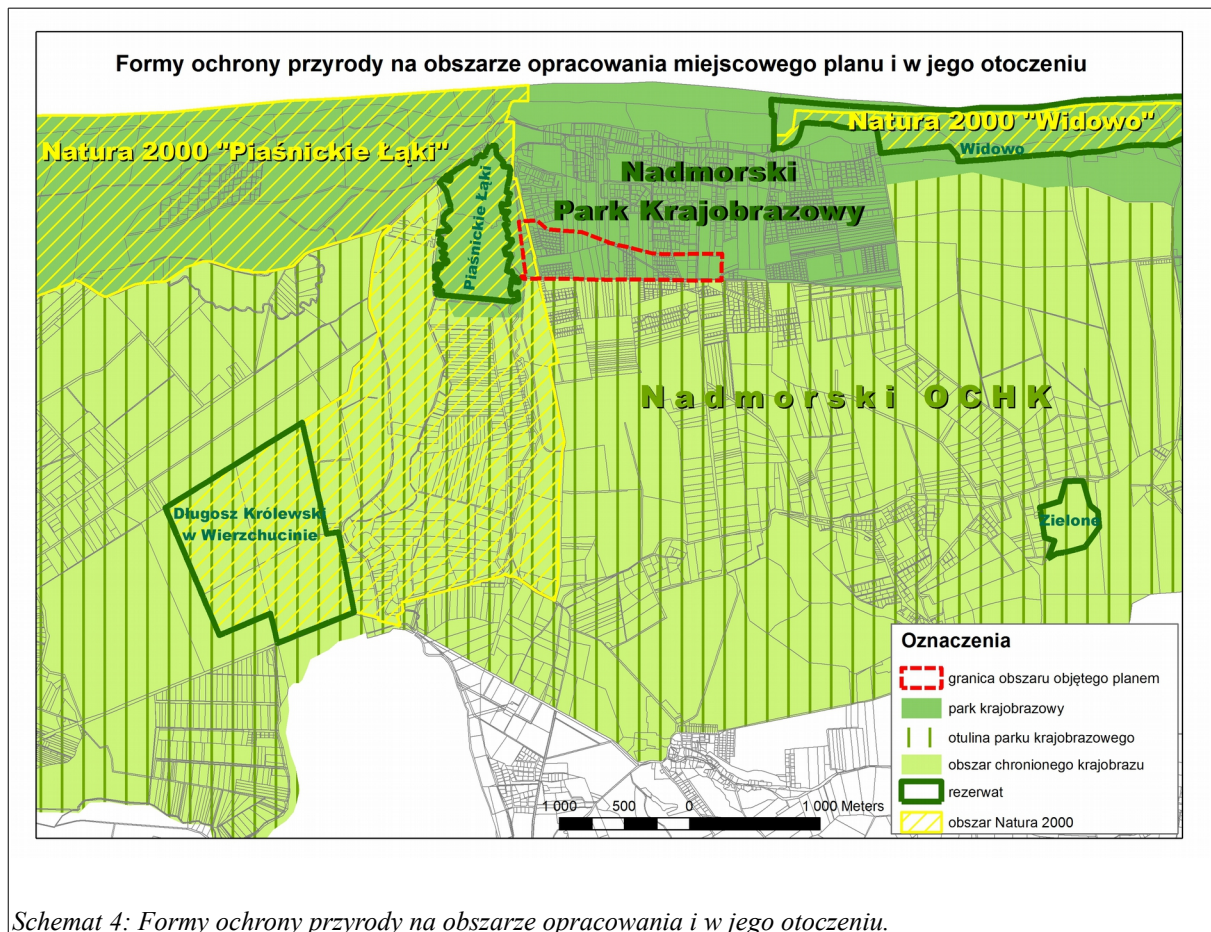 Formy ochrony przyrody na obszarze opracowania miejscowego planu i w jego otoczeniu
Natura 2000 "Piaśnickie Łąki"
Natura 2000 "Widowo"
Widowo
Piaśnickie Łąki
Nadmorski
Park Krajobrazowy
Nadmorski OCHK
Długosz Królewski
w Wierzchucinie
Zielone
Oznaczenia
granica obszaru objętego planem
park krajobrazowy
otulina parku krajobrazowego
obszar chronionego krajobrazu
rezerwat
obszar Natura 2000
1 000 500 0 1 000 Meters
Schemat 4: Formy ochrony przyrody na obszarze opracowania i w jego otoczeniu.